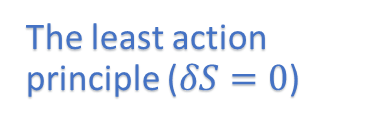 The least action
principle (𝛿𝑆 = 0)